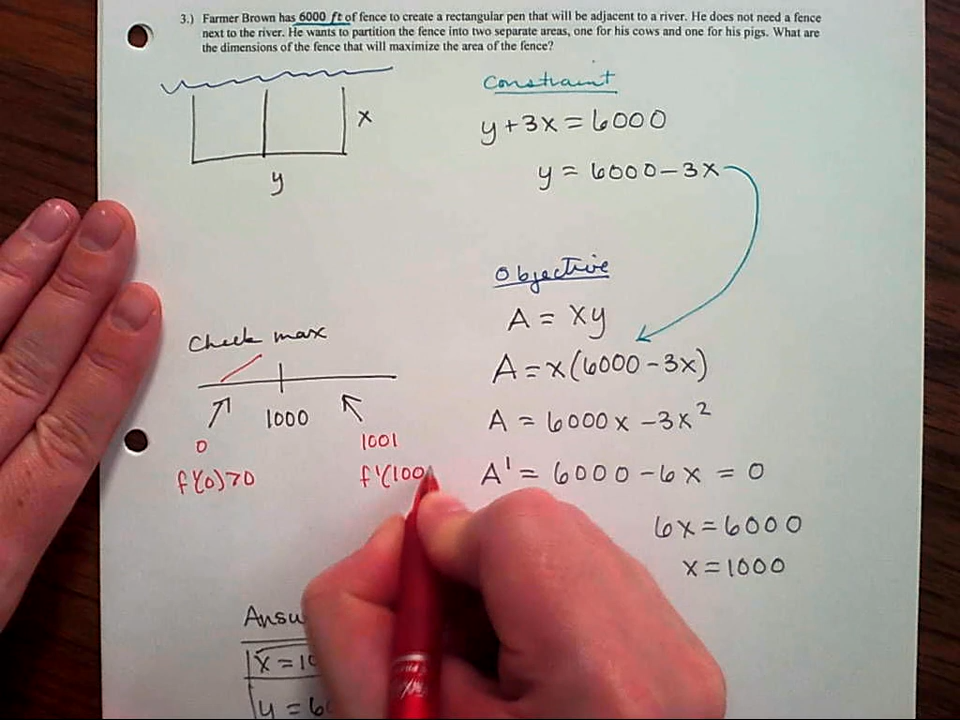 3.) Farmer Brown has 6000 ft of fence to create a rectangular pen that will be adjacent to a river. He does not need a fence
next to the river. He wants to partition the fence into two separate areas, one for his cows and one for his pigs. What are
the dimensions of the fence that will maximize the area of the fence?
x
y
Constraint
y + 3x = 6000
y = 6000 - 3x
Objective
A = xy
A = x(6000 - 3x)
A = 6000x - 3x²
A' = 6000 - 6x = 0
6x = 6000
x = 1000
Check max
1000
0
1001
f'(0)>0
f'(100
Answ
x = 10
y = 60